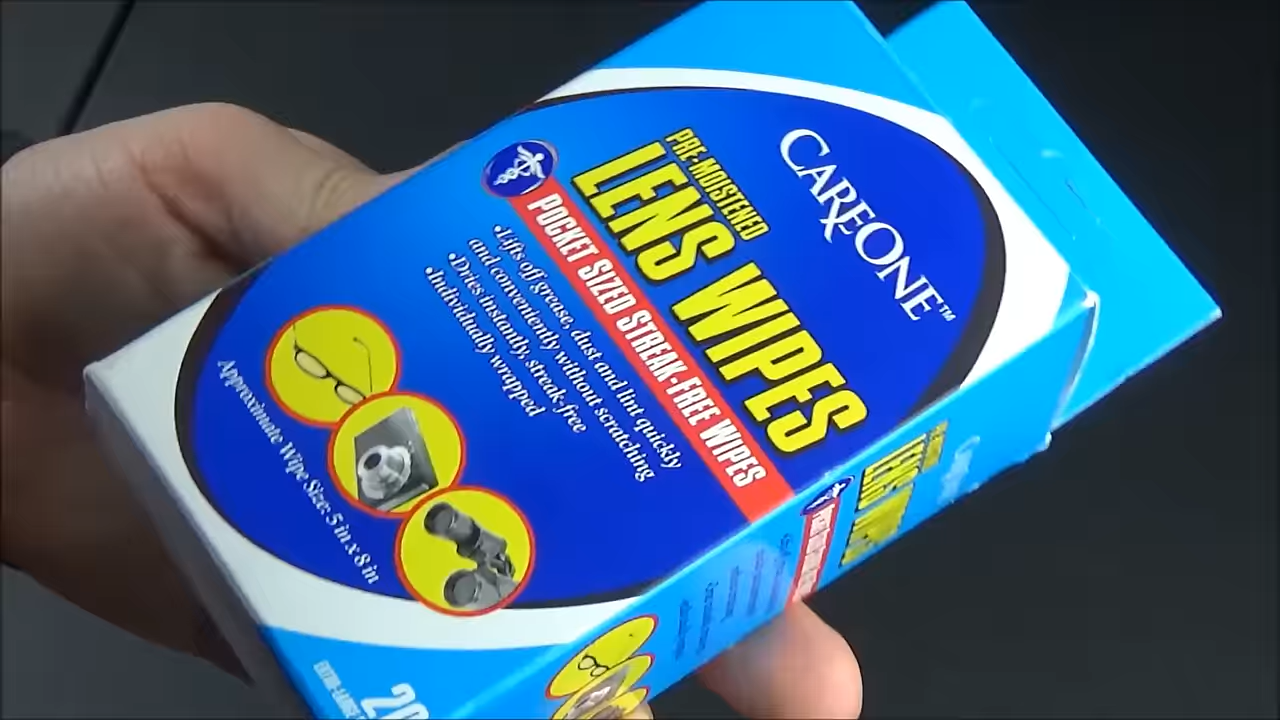 CAREONE™
PRE-MOISTENED
LENS WIPES
POCKET SIZED STREAK-FREE WIPES
•Lifts off grease, dust and lint quickly
and conveniently without scratching
•Dries instantly, streak-free
•Individually wrapped
Approximate Wipe Size: 5 in x 8 in
LENS